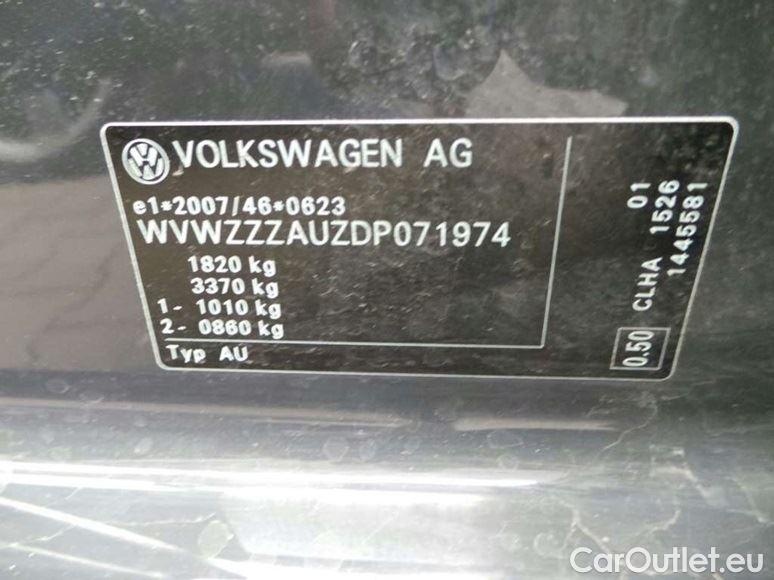 VOLKSWAGEN AG
e1*2007/46*0623
WVWZZZAUZDP071974
1820 kg
3370 kg
1- 1010 kg
2- 0860 kg
Typ AU
01
CLHA 1526
1445581
0.50
CarOutlet.eu